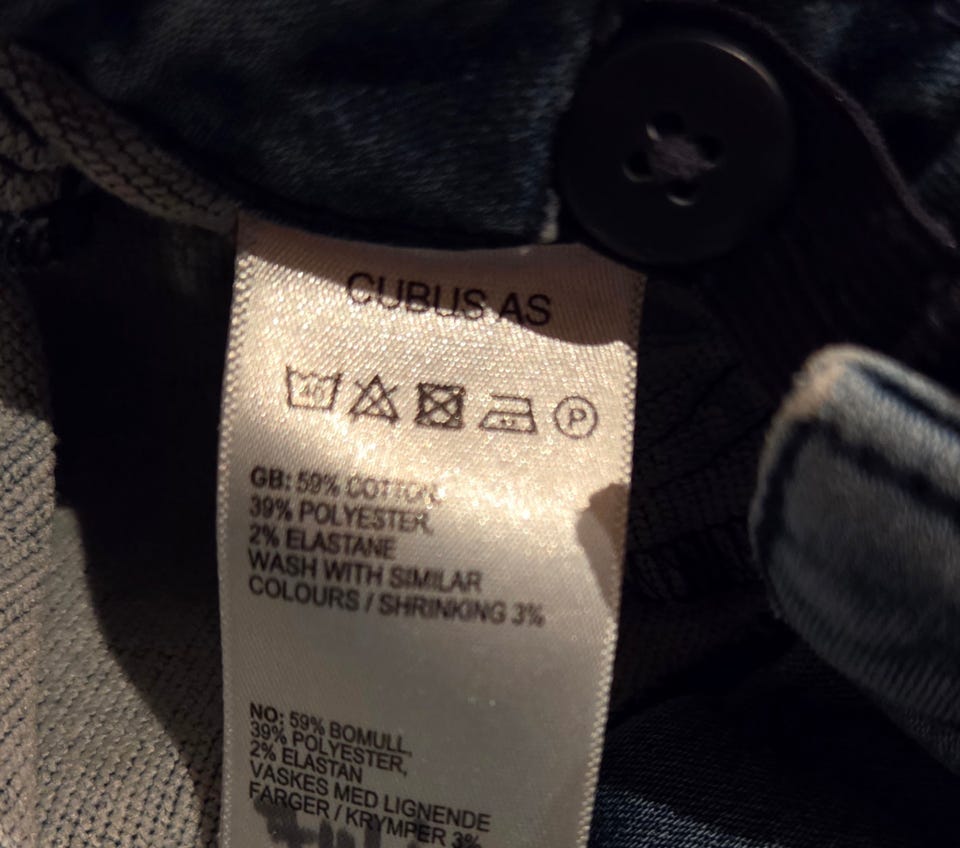 CUBUS AS
40
P
GB: 59% COTTON,
39% POLYESTER,
2% ELASTANE
WASH WITH SIMILAR
COLOURS / SHRINKING 3%
NO: 59% BOMULL,
39% POLYESTER,
2% ELASTAN
VASKES MED LIGNENDE
FARGER / KRYMPER 3%